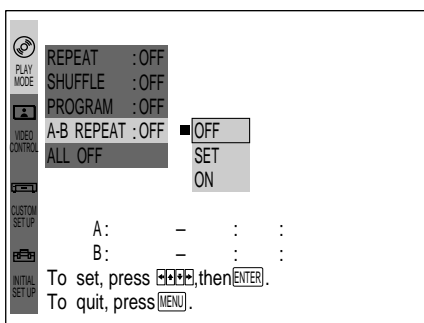 PLAY
MODE
REPEAT :OFF
SHUFFLE :OFF
PROGRAM :OFF
A-B REPEAT :OFF
ALL OFF
OFF
SET
ON
VIDEO
CONTROL
CUSTOM
SET UP
INITIAL
SET UP
A: – : :
B: – : :
To set, press ,then ENTER.
To quit, press MENU.